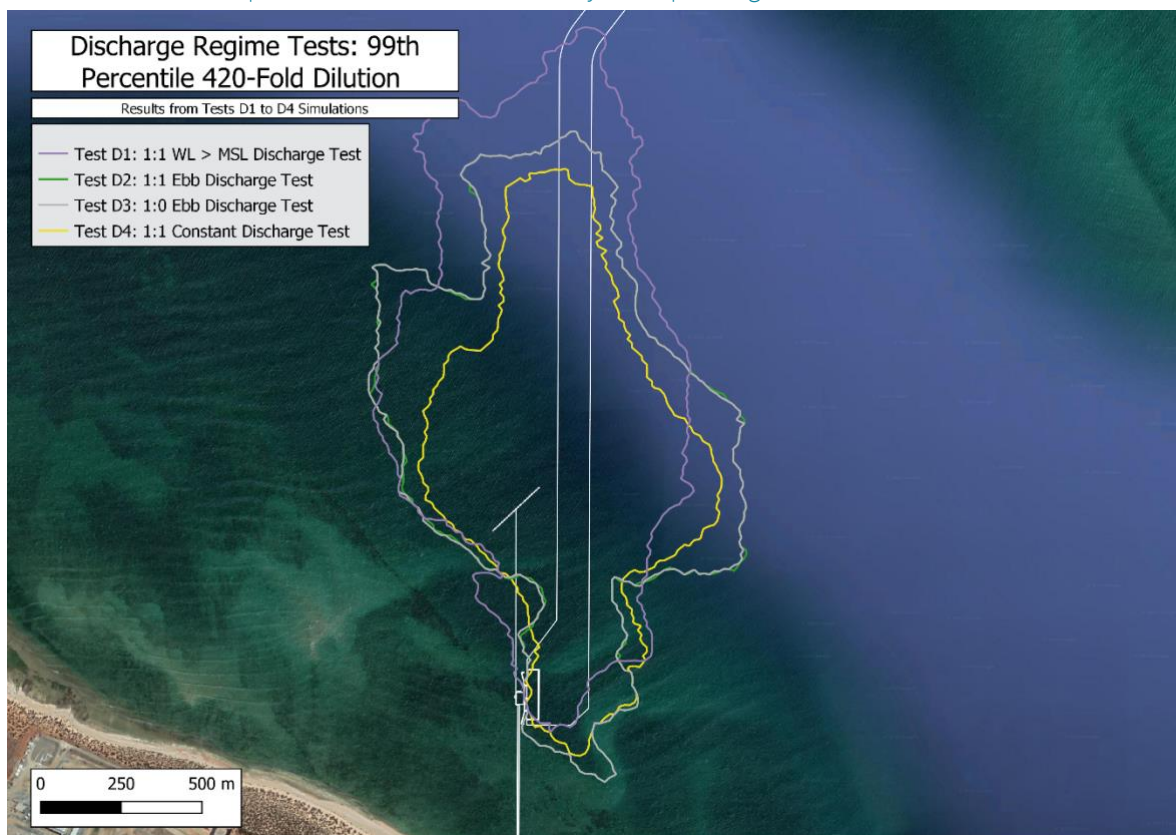 Discharge Regime Tests: 99th
Percentile 420-Fold Dilution
Results from Tests D1 to D4 Simulations
Test D1: 1:1 WL > MSL Discharge Test
Test D2: 1:1 Ebb Discharge Test
Test D3: 1:0 Ebb Discharge Test
Test D4: 1:1 Constant Discharge Test
0 250 500 m